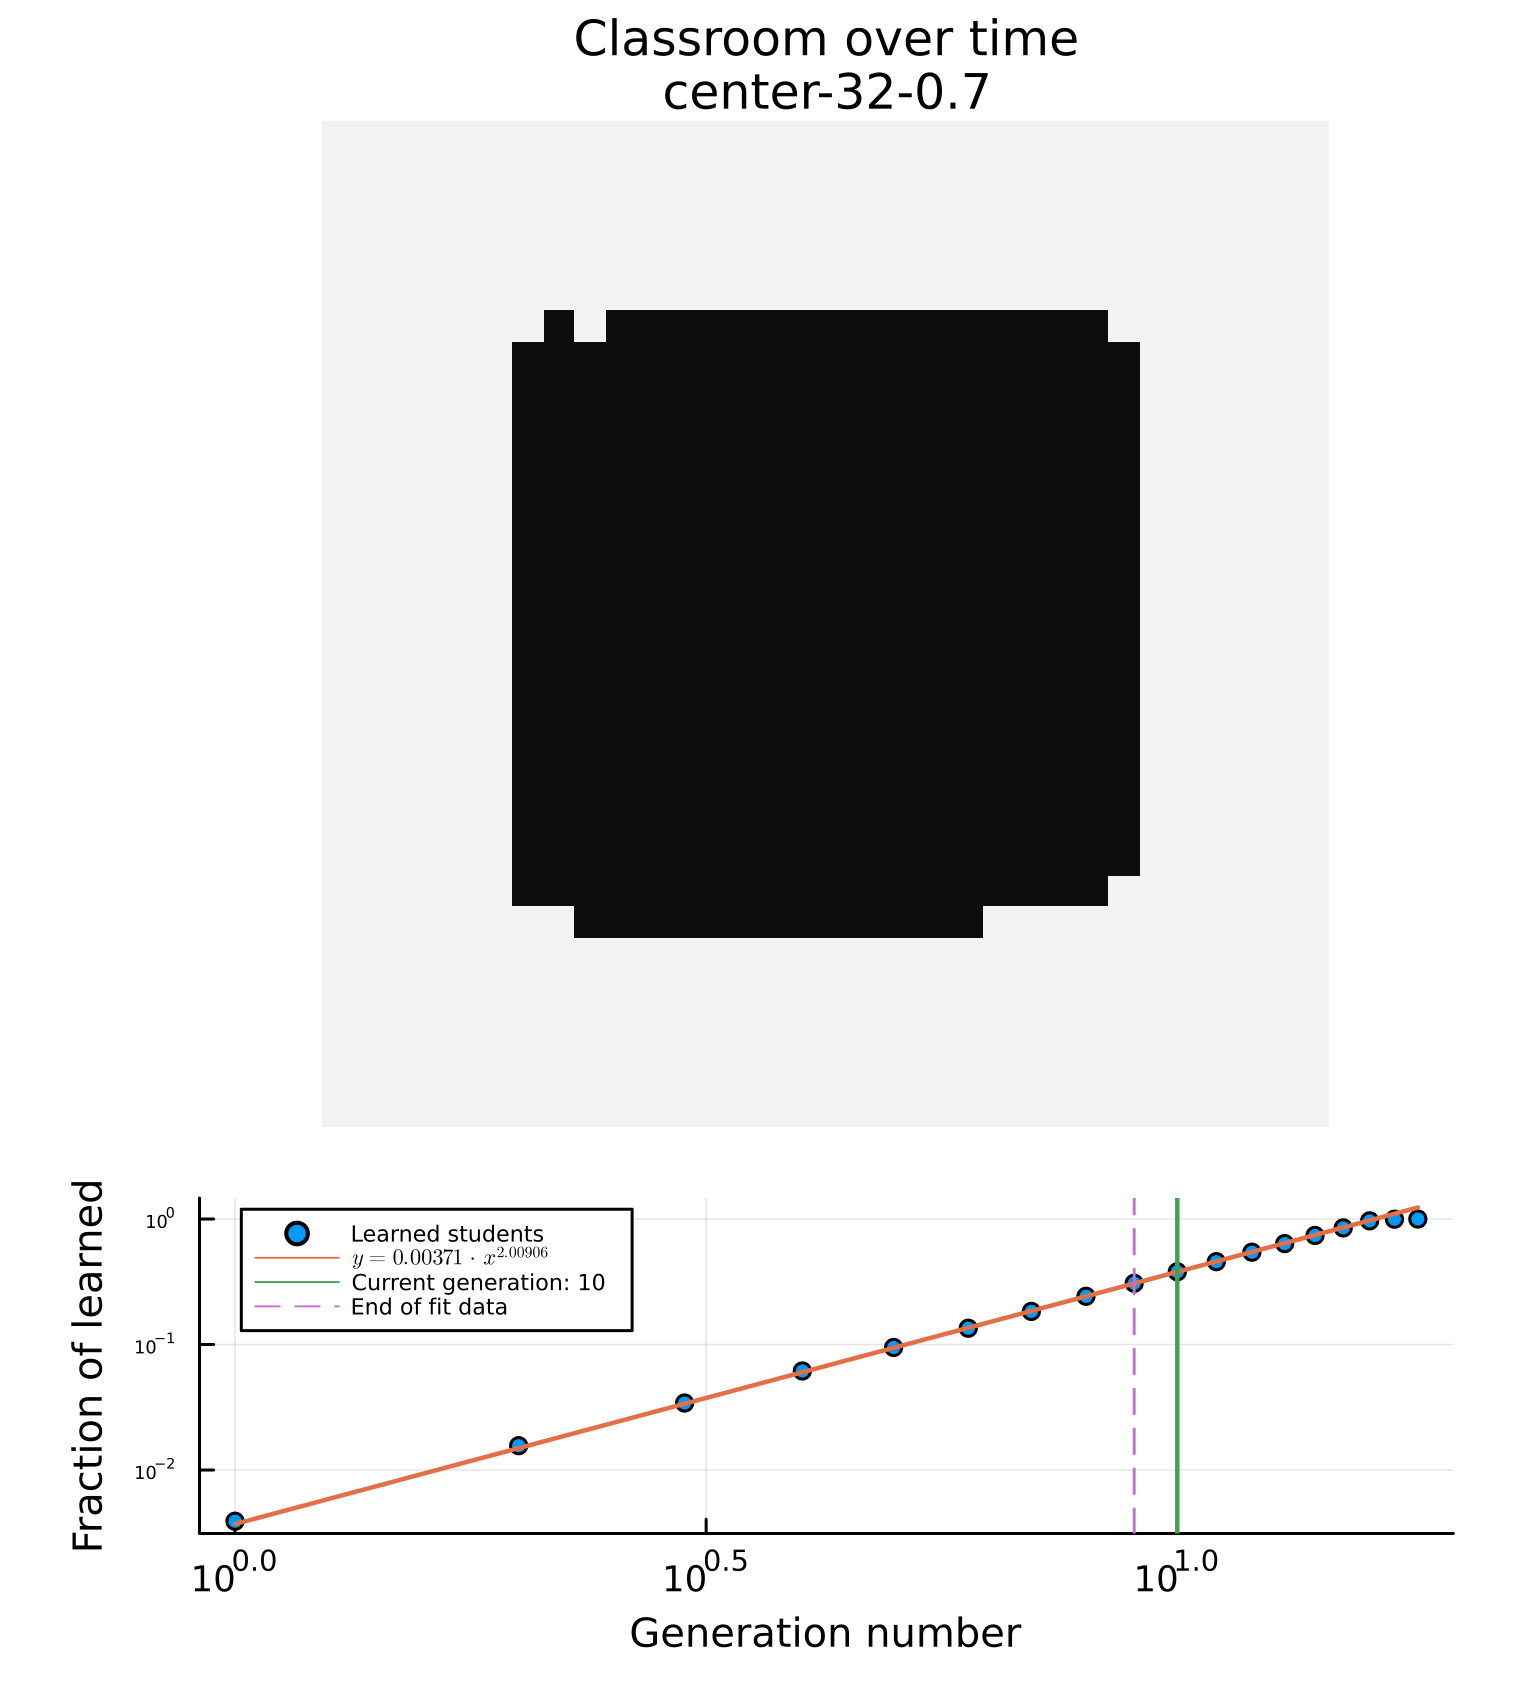 Classroom over time
center-32-0.7
Fraction of learned
10⁰
10⁻¹
10⁻²
Learned students
y = 0.00371 · x^2.00906
Current generation: 10
End of fit data
10^0.0 10^0.5 10^1.0
Generation number